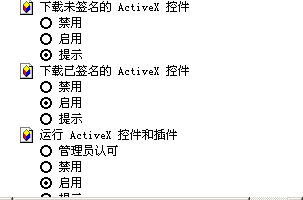 下载未签名的 ActiveX 控件
禁用
启用
提示
下载已签名的 ActiveX 控件
禁用
启用
提示
运行 ActiveX 控件和插件
管理员认可
禁用
启用